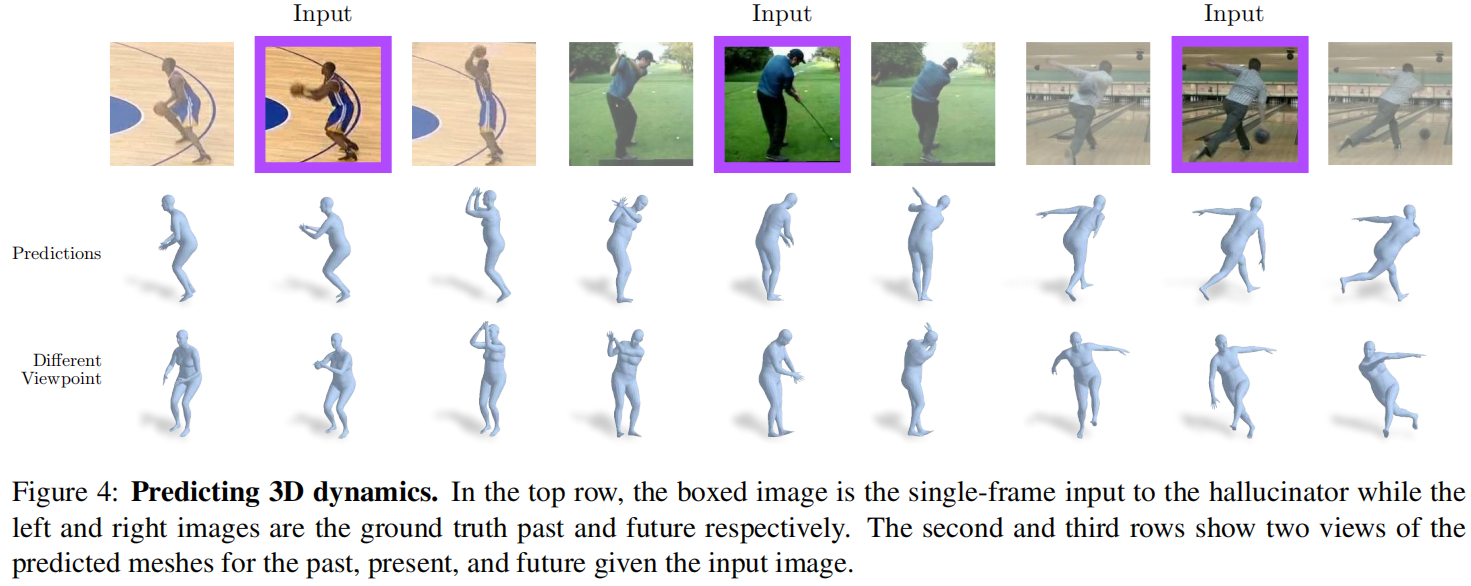 Input Input Input
Predictions
Different
Viewpoint
Figure 4: Predicting 3D dynamics. In the top row, the boxed image is the single-frame input to the hallucinator while the
left and right images are the ground truth past and future respectively. The second and third rows show two views of the
predicted meshes for the past, present, and future given the input image.